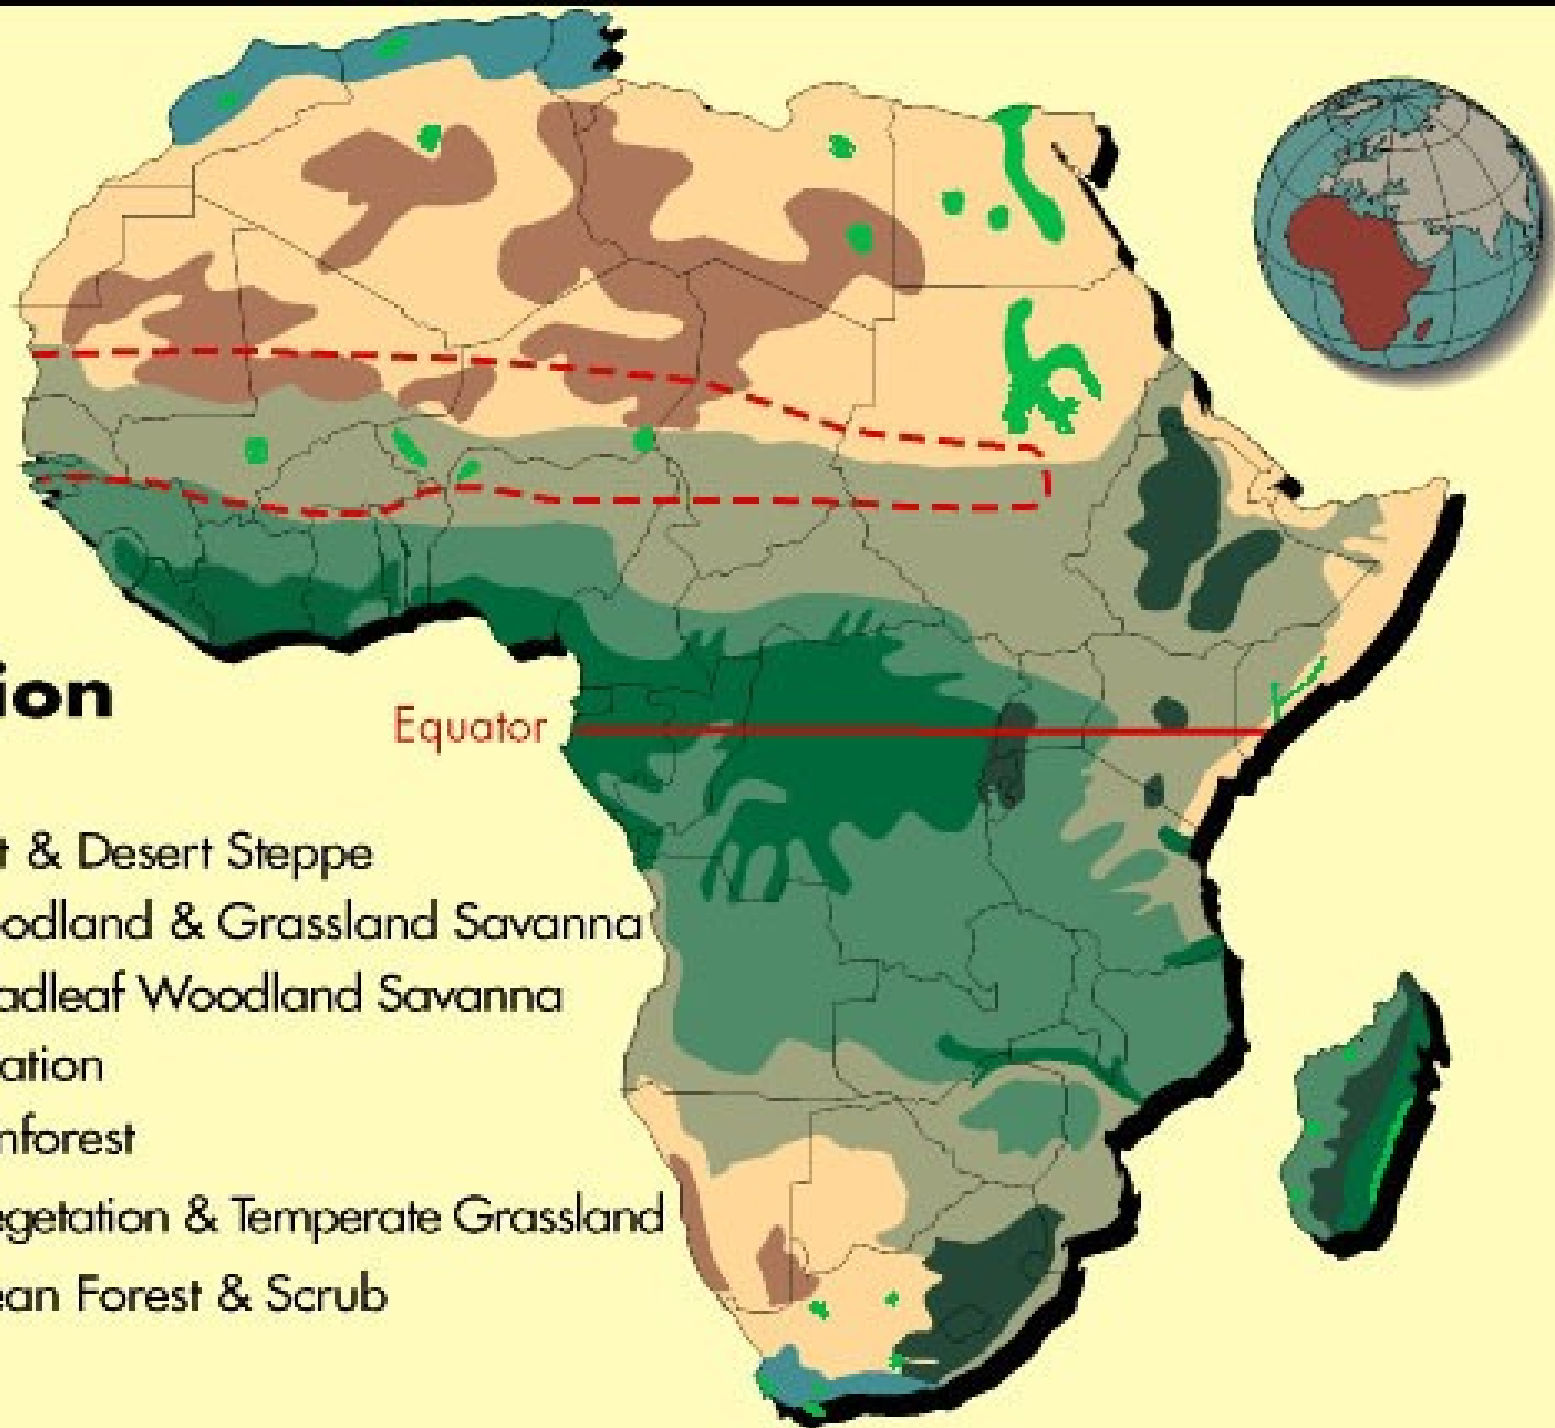 ion
Equator
t & Desert Steppe
odland & Grassland Savanna
adleaf Woodland Savanna
ation
nforest
egetation & Temperate Grassland
ean Forest & Scrub